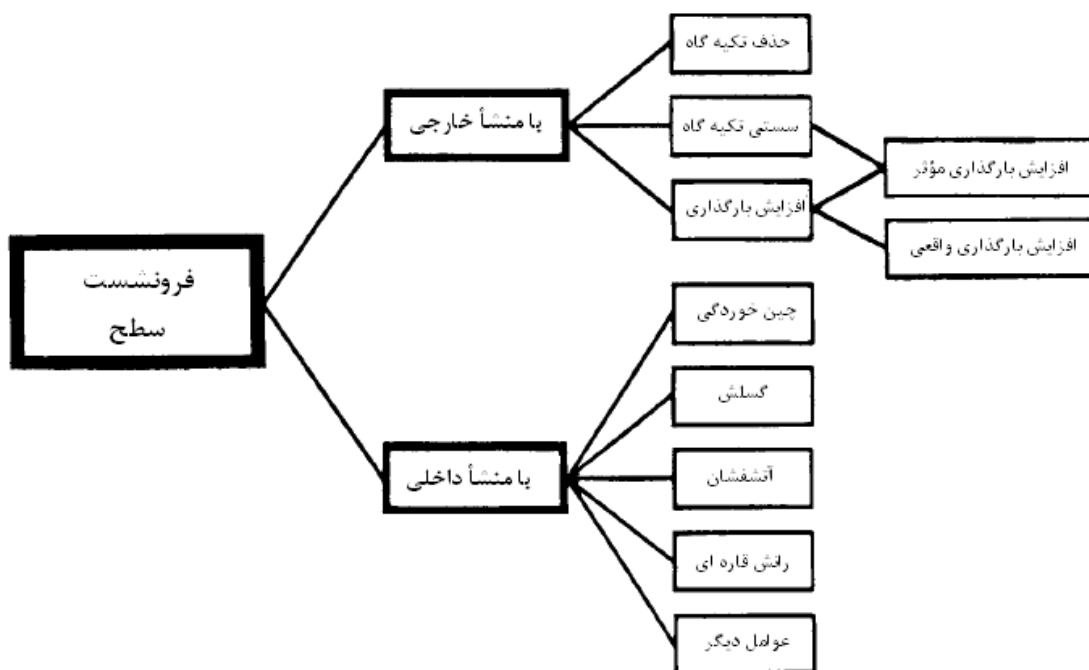 فرونشست
سطح
با منشأ خارجی
حذف تکیه گاه
سستی تکیه گاه
افزایش بارگذاری
افزایش بارگذاری مؤثر
افزایش بارگذاری واقعی
با منشأ داخلی
چین خوردگی
گسلش
آتشفشان
رانش قاره ای
عوامل دیگر